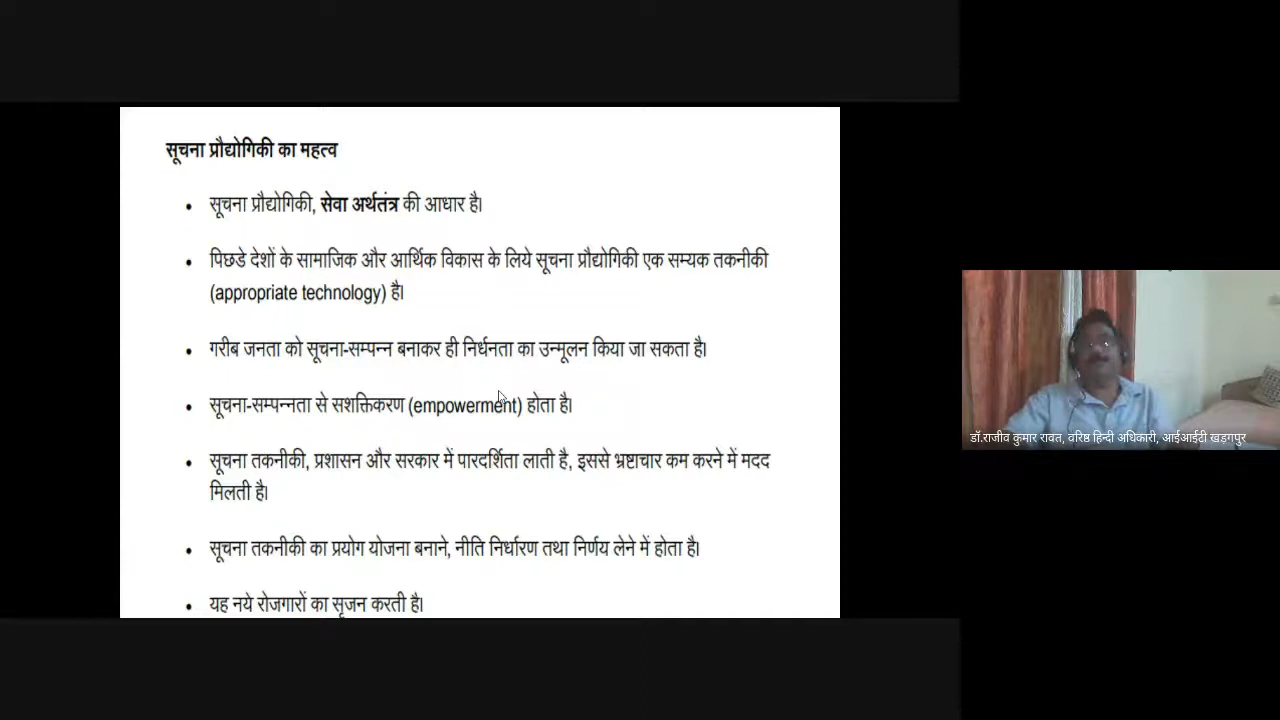 सूचना प्रौद्योगिकी का महत्व
• सूचना प्रौद्योगिकी, सेवा अर्थतंत्र की आधार है।
• पिछडे देशों के सामाजिक और आर्थिक विकास के लिये सूचना प्रौद्योगिकी एक सम्यक तकनीकी
(appropriate technology) है।
• गरीब जनता को सूचना-सम्पन्न बनाकर ही निर्धनता का उन्मूलन किया जा सकता है।
• सूचना-सम्पन्नता से सशक्तिकरण (empowerment) होता है।
• सूचना तकनीकी, प्रशासन और सरकार में पारदर्शिता लाती है, इससे भ्रष्टाचार कम करने में मदद
मिलती है।
• सूचना तकनीकी का प्रयोग योजना बनाने, नीति निर्धारण तथा निर्णय लेने में होता है।
• यह नये रोजगारों का सृजन करती है।
डॉ.राजीव कुमार रावत, वरिष्ठ हिन्दी अधिकारी, आईआईटी खड़गपुर